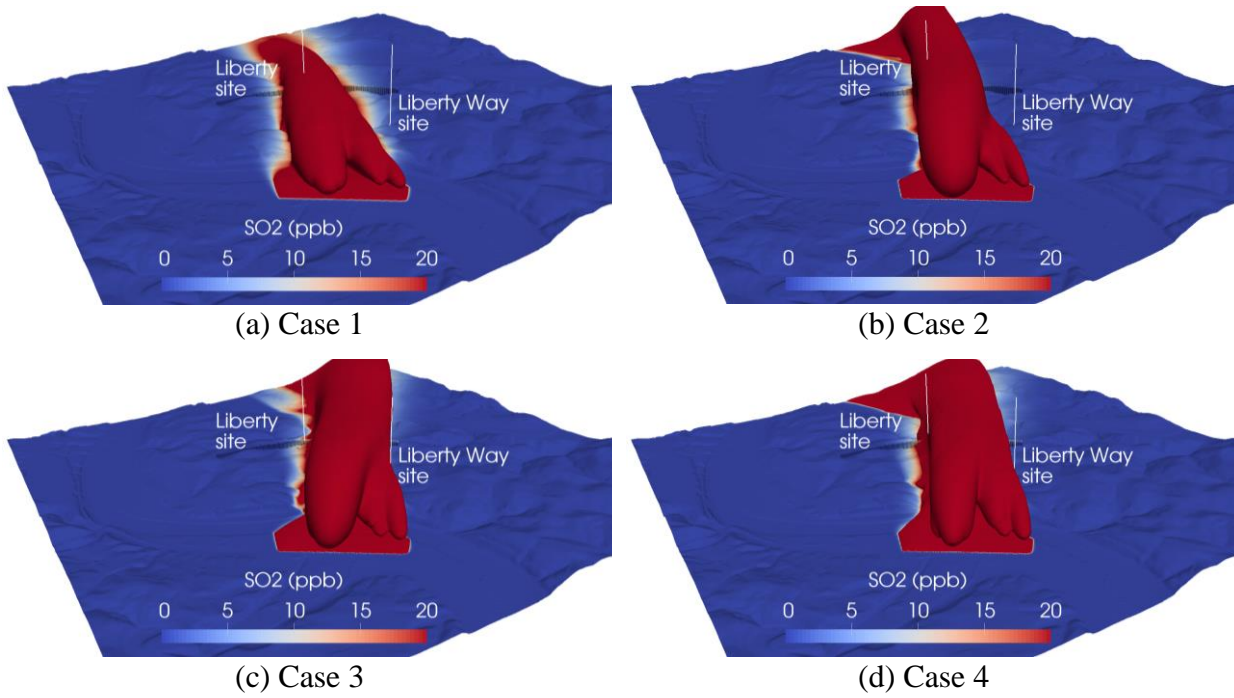 Liberty
site
Liberty Way
site
SO2 (ppb)
0 5 10 15 20
(a) Case 1
Liberty
site
Liberty Way
site
SO2 (ppb)
0 5 10 15 20
(b) Case 2
Liberty
site
Liberty Way
site
SO2 (ppb)
0 5 10 15 20
(c) Case 3
Liberty
site
Liberty Way
site
SO2 (ppb)
0 5 10 15 20
(d) Case 4